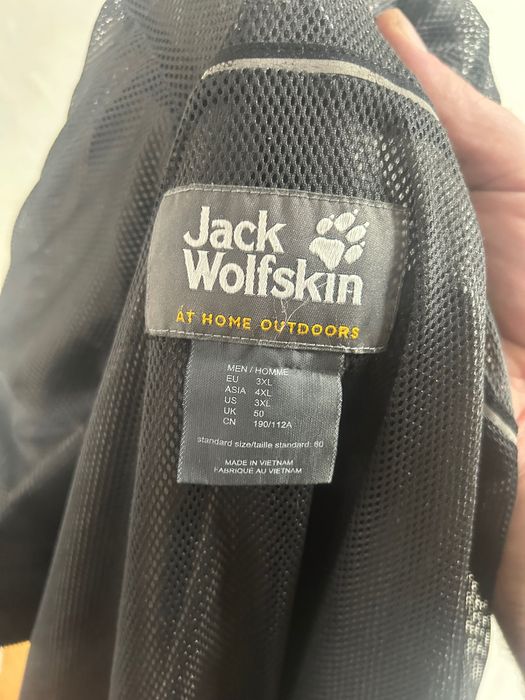 Jack
Wolfskin
AT HOME OUTDOORS
MEN / HOMME
EU 3XL
ASIA 4XL
US 3XL
UK 50
CN 190/112A
standard size/taille standard: 60
MADE IN VIETNAM
FABRIQUÉ AU VIETNAM